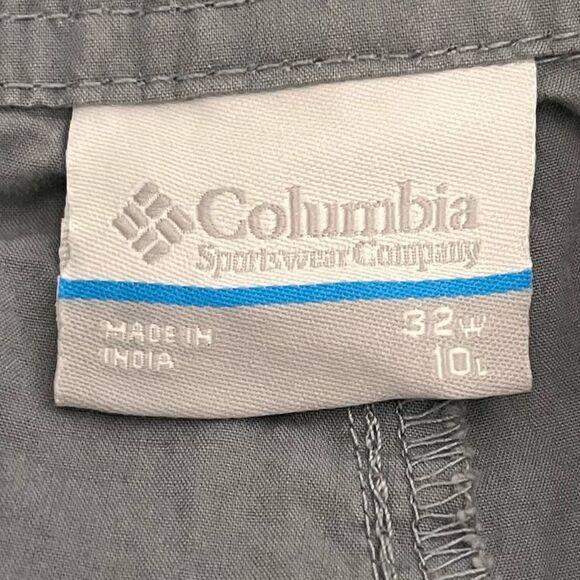 Columbia
Sportswear Company
MADE IN
INDIA
32W
10L